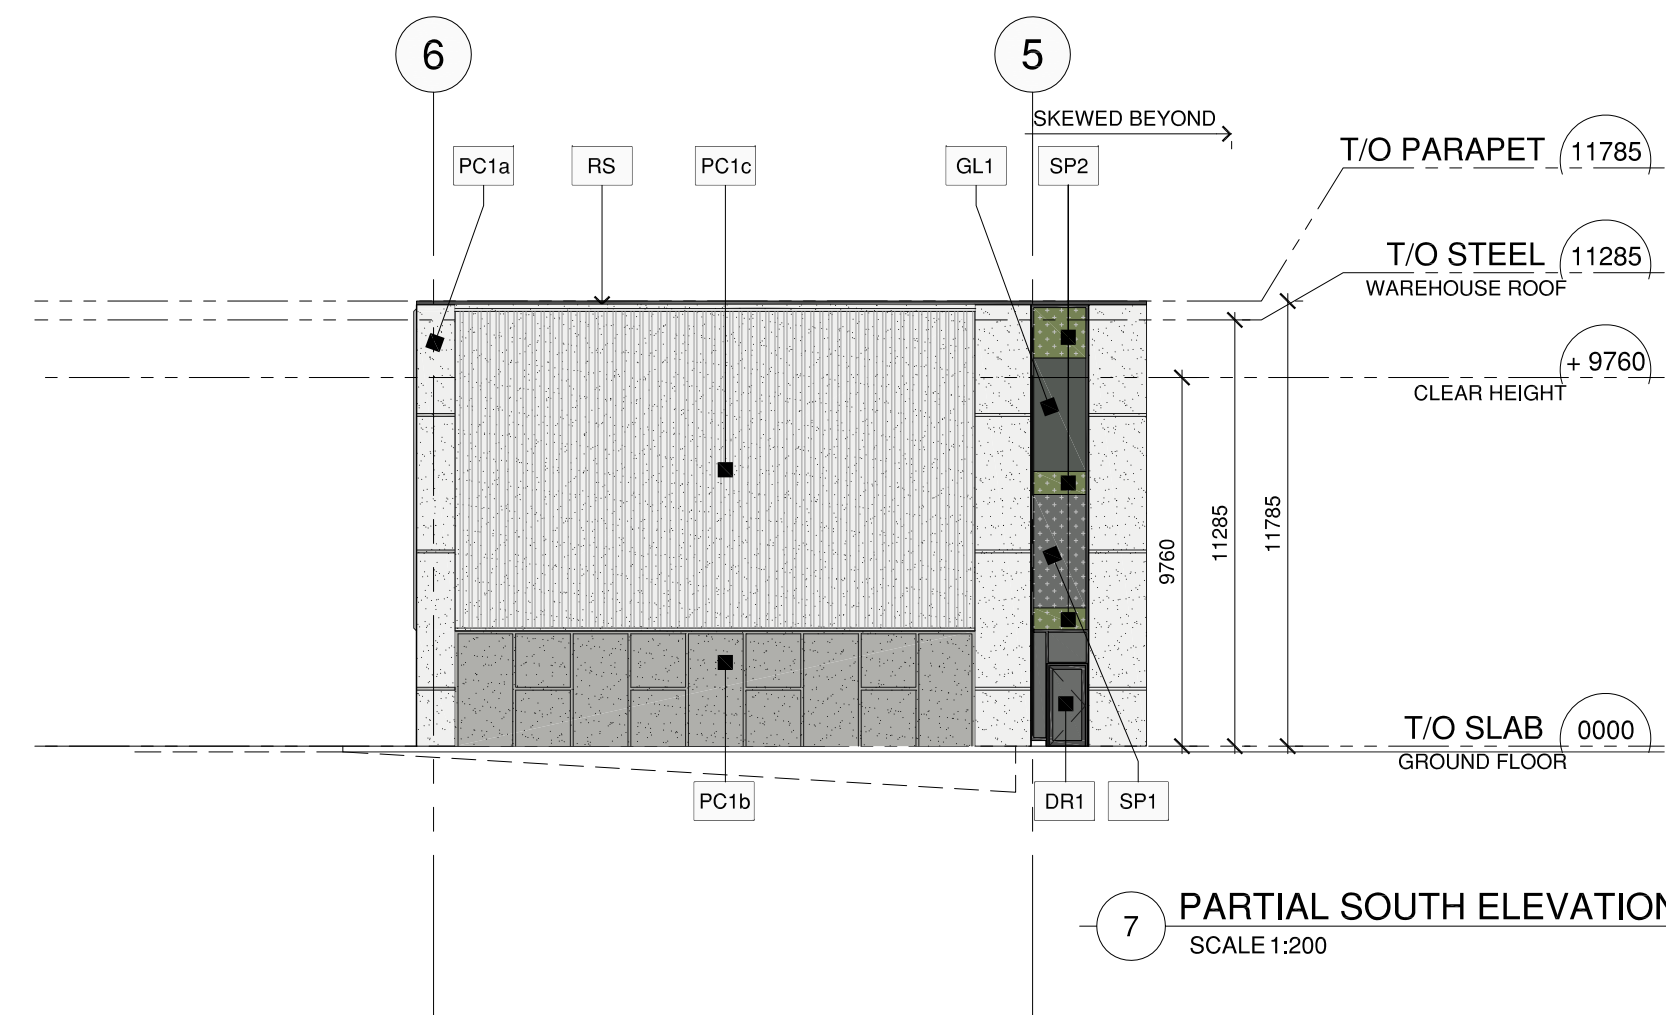 6
5
SKEWED BEYOND
PC1a
RS
PC1c
GL1
SP2
T/O PARAPET 11785
T/O STEEL 11285
WAREHOUSE ROOF
+ 9760
CLEAR HEIGHT
9760
11285
11785
T/O SLAB 0000
GROUND FLOOR
PC1b
DR1
SP1
7 PARTIAL SOUTH ELEVATION
SCALE 1:200